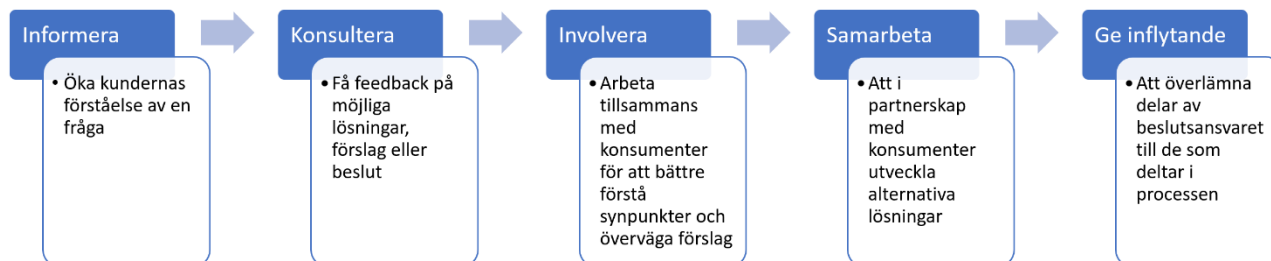 Informera
• Öka kundernas
förståelse av en
fråga
Konsultera
• Få feedback på
möjliga
lösningar,
förslag eller
beslut
Involvera
• Arbeta
tillsammans
med
konsumenter
för att bättre
förstå
synpunkter och
överväga förslag
Samarbeta
• Att i
partnerskap
med
konsumenter
utveckla
alternativa
lösningar
Ge inflytande
• Att överlämna
delar av
beslutsansvaret
till de som
deltar i
processen